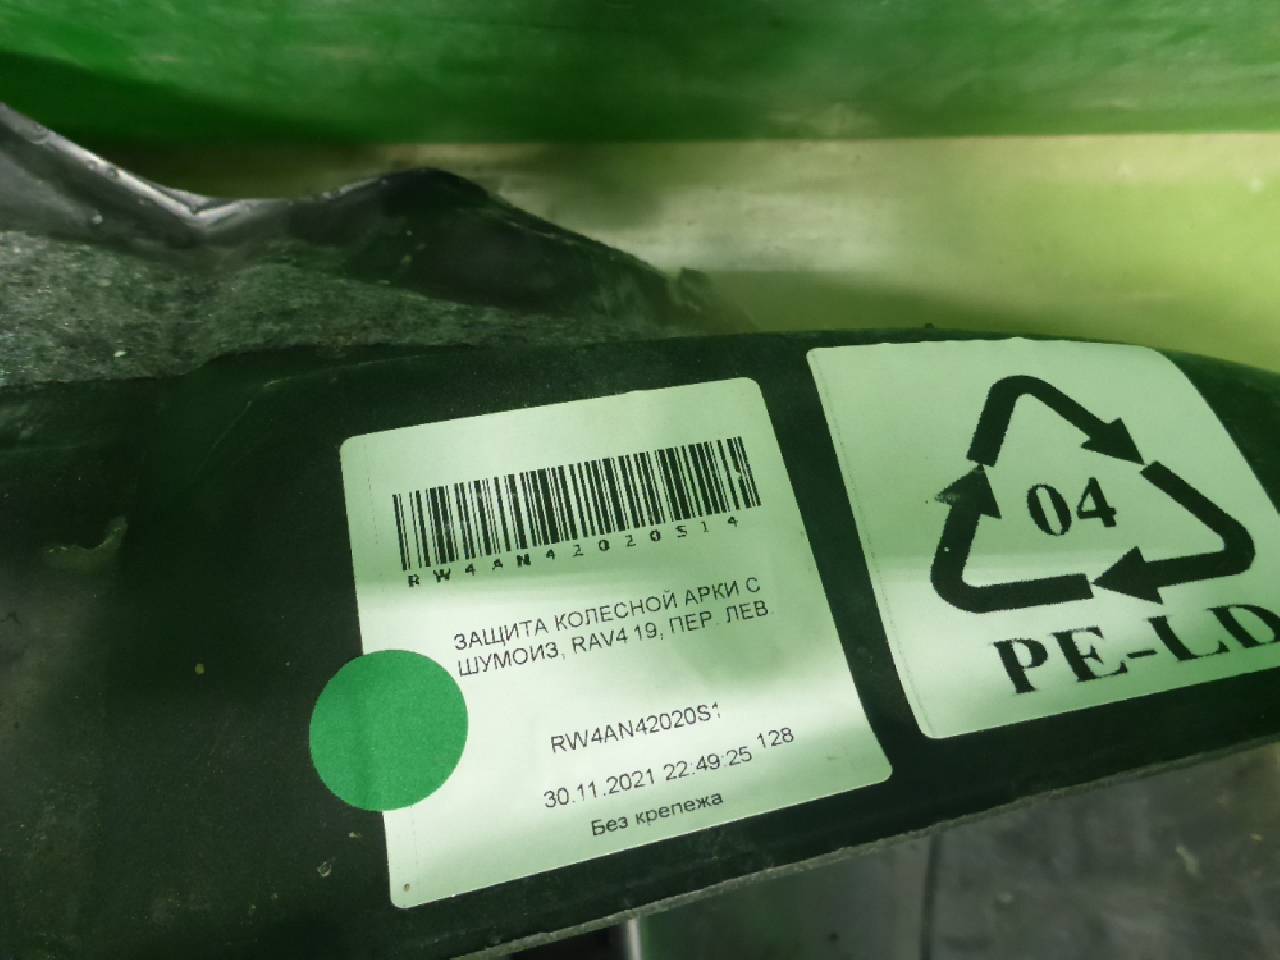 RW4AN42020S14
ЗАЩИТА КОЛЕСНОЙ АРКИ С
ШУМОИЗ, RAV4 19, ПЕР. ЛЕВ.
RW4AN42020S1
30.11.2021 22:49:25 128
Без крепежа
04
PE-LD